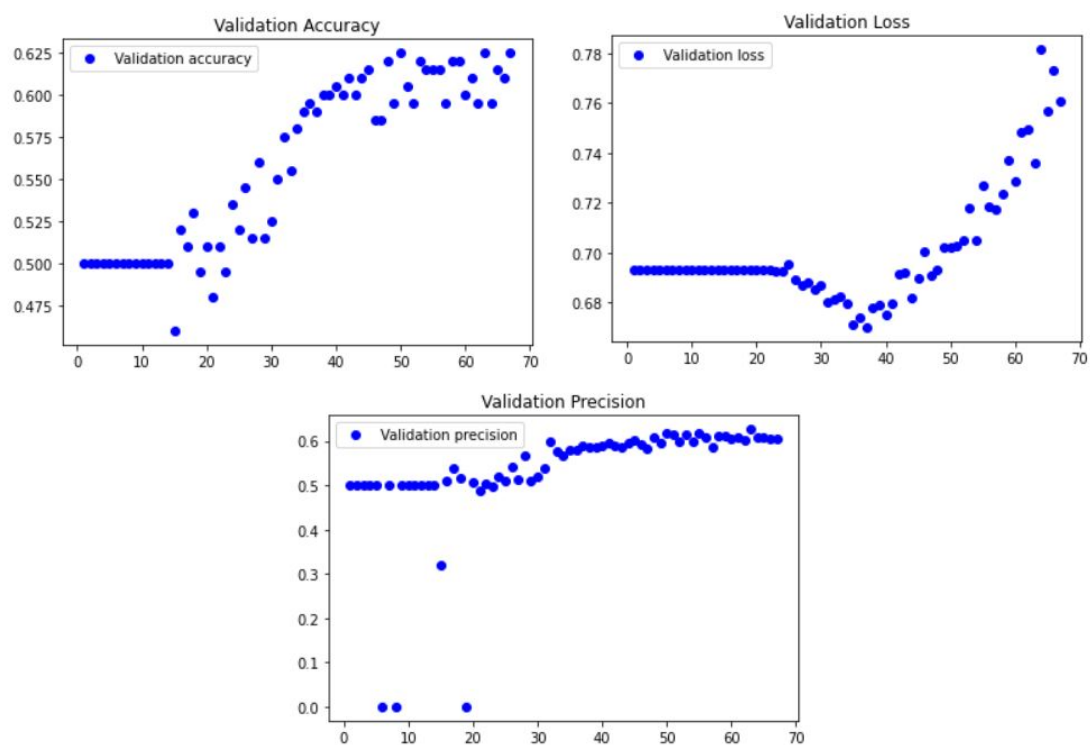 Validation Accuracy
Validation accuracy
0.625
0.600
0.575
0.550
0.525
0.500
0.475
0 10 20 30 40 50 60 70
Validation Loss
Validation loss
0.78
0.76
0.74
0.72
0.70
0.68
0 10 20 30 40 50 60 70
Validation Precision
Validation precision
0.6
0.5
0.4
0.3
0.2
0.1
0.0
0 10 20 30 40 50 60 70